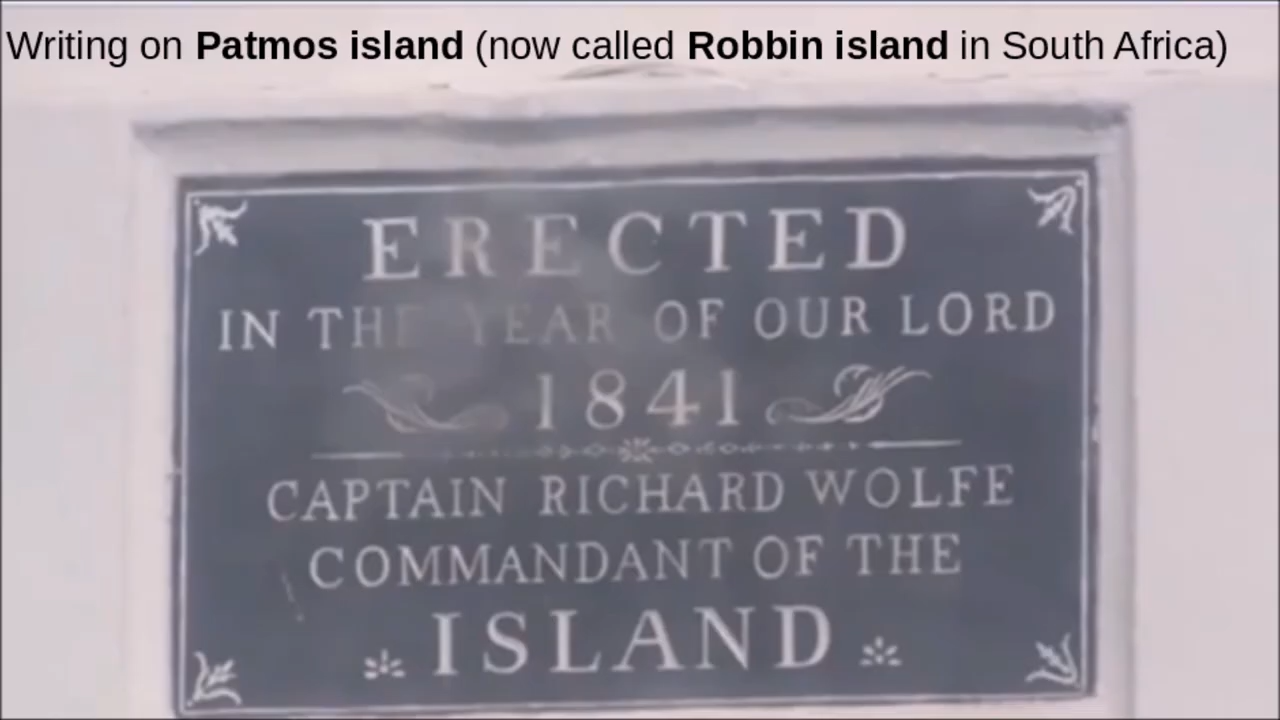 Writing on Patmos island (now called Robbin island in South Africa)
ERECTED
IN THE YEAR OF OUR LORD
1841
CAPTAIN RICHARD WOLFE
COMMANDANT OF THE
ISLAND